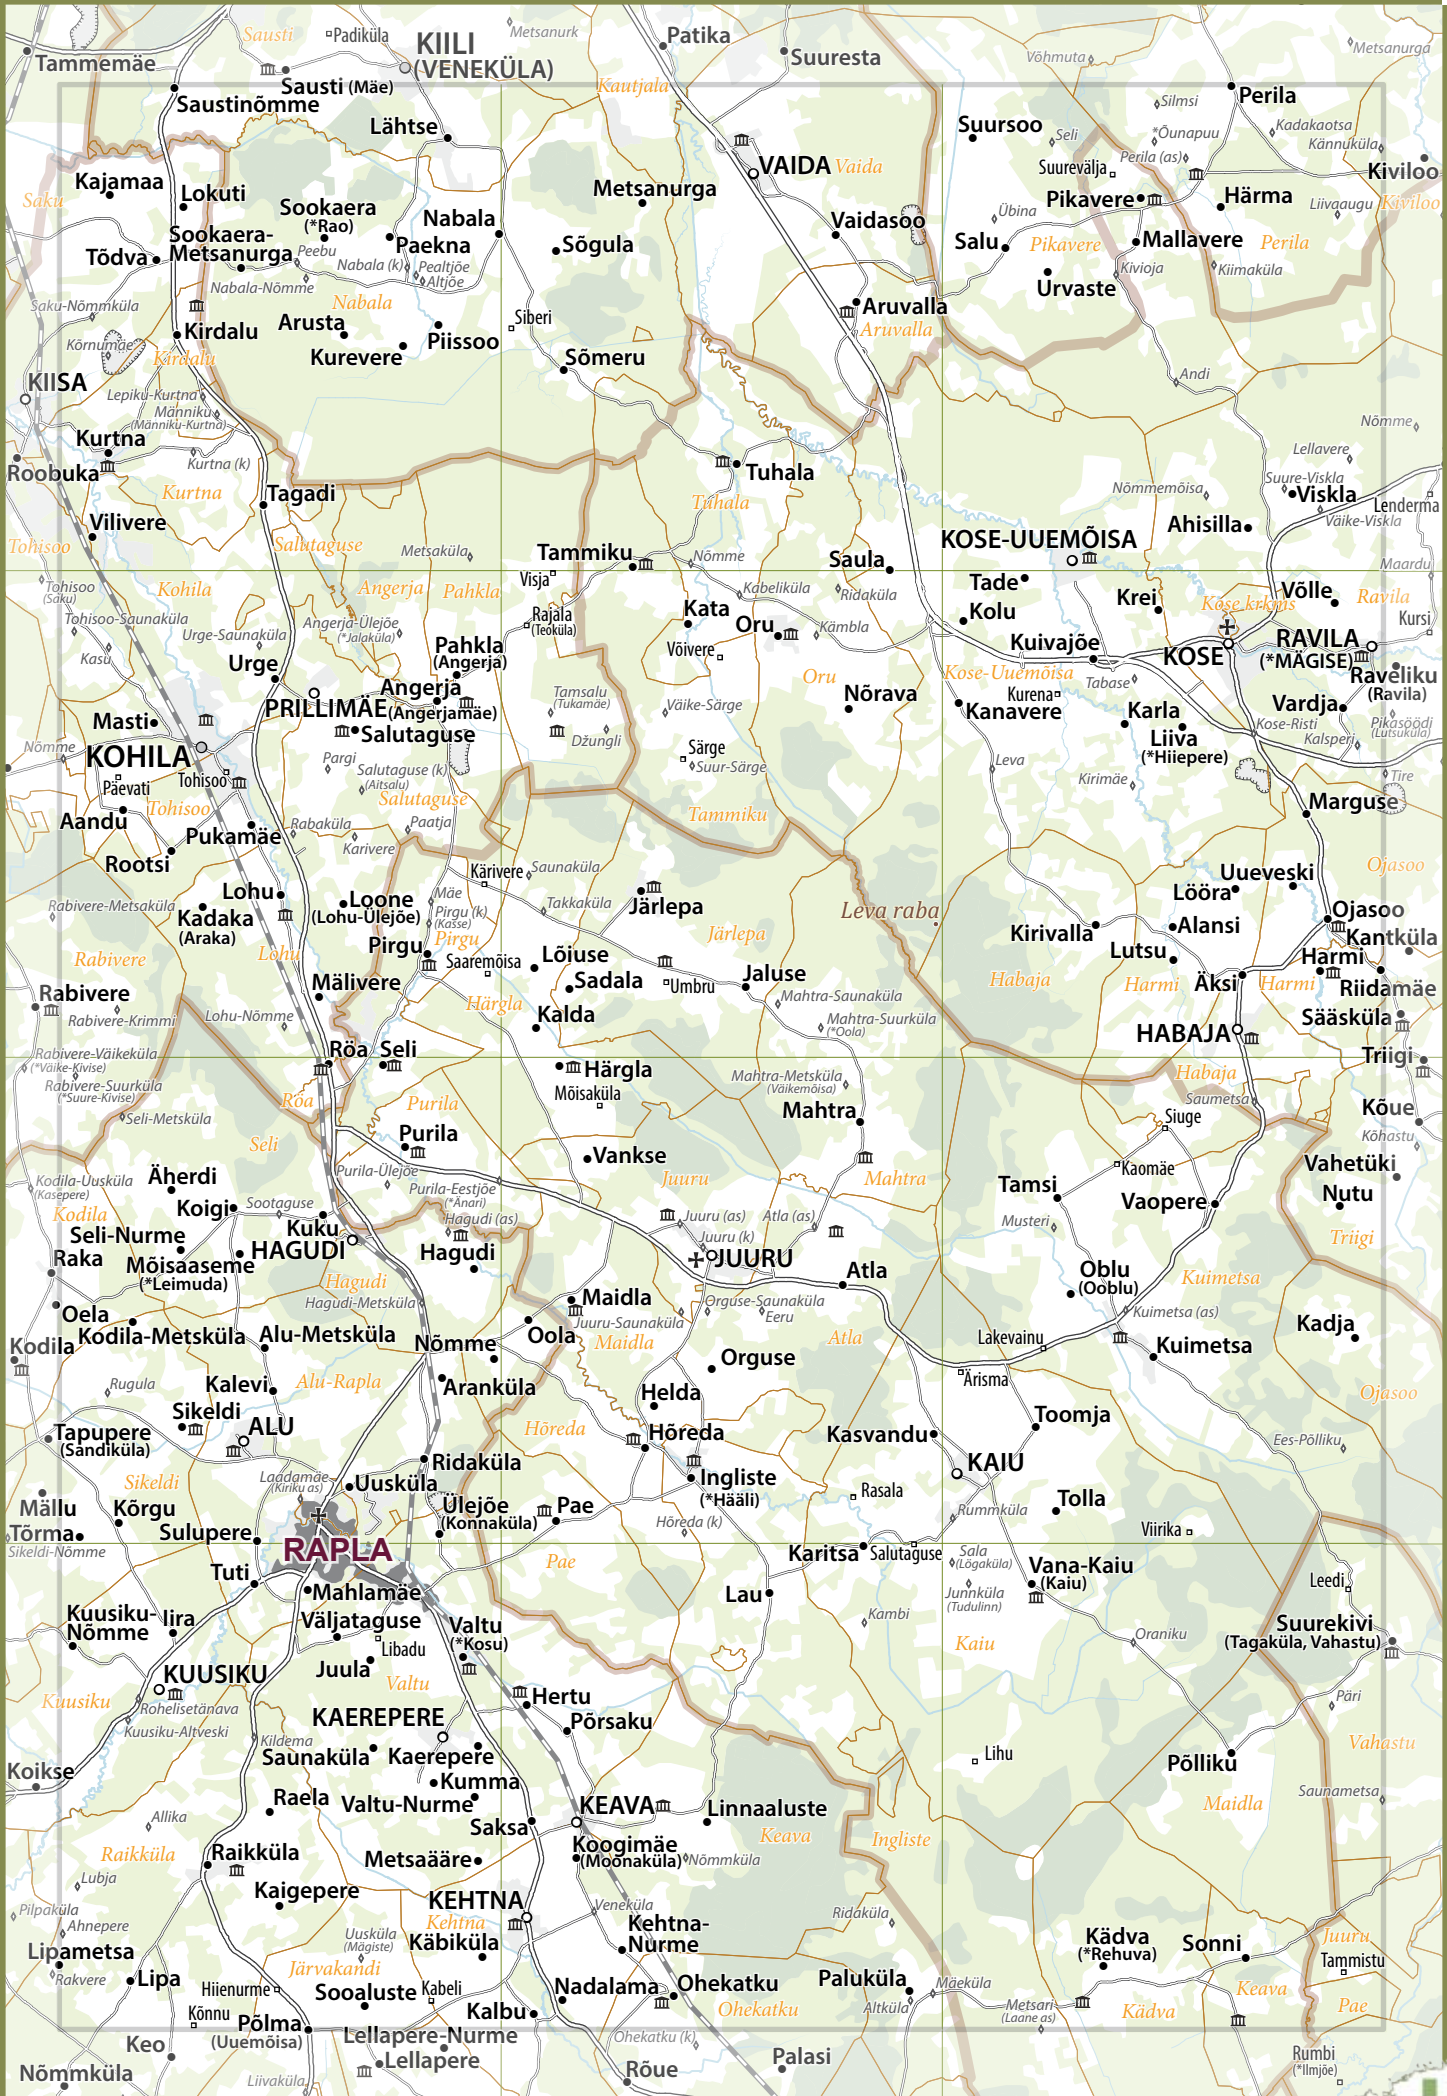 Sausti
Padiküla
KIILI
(VENEKÜLA)
Metsanurk
Patika
Suuresta
Võhmuta
Metsanurga
Tammemäe
Sausti (Mäe)
Saustinõmme
Kautjala
Lähtse
Perila
Silmsi
Suursoo
Seli
*Õunapuu
Kadakaotsa
Kännuküla
Perila (as)
VAIDA
Vaida
Suurevälja
Kiviloo
Kajamaa
Saku
Lokuti
Metsanurga
Pikavere
Härma
Liivaaugu
Kiviloo
Sookaera
(*Rao)
Nabala
Vaidasoo
Übina
Sookaera-
Metsanurga
Paekna
Sõgula
Salu
Pikavere
Mallavere
Perila
Tõdva
Peebu
Nabala (k)
Pealtjõe
Altjõe
Kivioja
Kiimaküla
Nabala-Nõmme
Nabala
Urvaste
Saku-Nõmmküla
Arusta
Siberi
Aruvalla
Aruvalla
Kirdalu
Kurevere
Piissoo
Kõrnumäe
Kirdalu
Sõmeru
KIISA
Andi
Lepiku-Kurtna
Männiku
(Männiku-Kurtna)
Nõmme
Kurtna
Kurtna (k)
Lellavere
Roobuka
Tuhala
Suure-Viskla
Kurtna
Tagadi
Tuhala
Nõmmemõisa
Viskla
Lenderma
Vilivere
Väike-Viskla
Ahisilla
Tohisoo
Salutaguse
Metsaküla
Tammiku
Nõmme
Saula
KOSE-UUEMÕISA
Maardu
Tohisoo
(Saku)
Kohila
Angerja
Pahkla
Visja
Kabeliküla
Ridaküla
Tade
Võlle
Ravila
Kolu
Krei
Kose krkms
Tohisoo-Saunaküla
Angerja-Ülejõe
(*Jalaküla)
Rajala
(Teoküla)
Kata
Oru
Kämbla
Kursi
Urge-Saunaküla
Kasu
Pahkla
(Angerja)
Võivere
Kuivajõe
KOSE
RAVILA
(*MÄGISE)
Urge
Oru
Kose-Uuemõisa
Tabase
Raveliku
(Ravila)
Angerja
(Angerjamäe)
PRILLIMÄE
Tamsalu
(Tukamäe)
Nõrava
Kurena
Kanavere
Vardja
Masti
Salutaguse
Väike-Särge
Karla
Kose-Risti
Pikasöödi
(Lutsuküla)
Nõmme
Džungli
Liiva
(*Hiiepere)
Kalsperi
KOHILA
Särge
Suur-Särge
Pargi
Leva
Päevati
Tohisoo
Salutaguse (k)
(Aitsalu)
Kirimäe
Tire
Tohisoo
Salutaguse
Aandu
Tammiku
Marguse
Pukamäe
Rabaküla
Paatja
Rootsi
Karivere
Ojasoo
Kärivere
Saunaküla
Uueveski
Lohu
Loone
(Lohu-Ülejõe)
Mäe
Lööra
Rabivere-Metsaküla
Takkaküla
Järlepa
Leva raba
Kadaka
(Araka)
Pirgu (k)
(Kasse)
Ojasoo
Alansi
Kirivalla
Pirgu
Pirgu
Järlepa
Kantküla
Lohu
Rabivere
Lutsu
Lõiuse
Harmi
Saaremõisa
Sadala
Jaluse
Habaja
Harmi
Äksi
Harmi
Riidamäe
Mälivere
Umbru
Rabivere
Härgla
Mahtra-Saunaküla
Rabivere-Krimmi
Lohu-Nõmme
Kalda
Mahtra-Suurküla
(*Oola)
Sääsküla
HABAJA
Rabivere-Väikeküla
(*Väike-Kivise)
Röa
Seli
Triigi
Härgla
Habaja
Rabivere-Suurküla
(*Suure-Kivise)
Mahtra-Metsküla
(Väikemõisa)
Mõisaküla
Röa
Purila
Mahtra
Saumetsa
Seli-Metsküla
Siuge
Kõue
Seli
Purila
Kõhastu
Vankse
Äherdi
Purila-Ülejõe
Kaomäe
Vahetüki
Kodila-Uusküla
(Kasepere)
Juuru
Mahtra
Purila-Eestjõe
(*Änari)
Tamsi
Koigi
Sootaguse
Vaopere
Nutu
Kodila
Kuku
Hagudi (as)
Juuru (as)
Atla (as)
Musteri
Seli-Nurme
HAGUDI
Hagudi
Juuru (k)
Triigi
Raka
Mõisaaseme
(*Leimuda)
JUURU
Atla
Oblu
(Ooblu)
Hagudi
Kuimetsa
Oela
Hagudi-Metsküla
Maidla
Orguse-Saunaküla
Kuimetsa (as)
Kodila-Metsküla
Alu-Metsküla
Juuru-Saunaküla
Eeru
Kadja
Kodila
Nõmme
Oola
Maidla
Atla
Lakevainu
Kuimetsa
Orguse
Rugula
Kalevi
Alu-Rapla
Aranküla
Ärisma
Ojasoo
Sikeldi
Helda
ALU
Toomja
Tapupere
(Sandiküla)
Hõreda
Hõreda
Kasvandu
Ees-Põlliku
Ridaküla
KAIU
Sikeldi
Laadamäe
(Kiriku as)
Ingliste
(*Hääli)
Uusküla
Rasala
Mällu
Kõrgu
Ülejõe
(Konnaküla)
Pae
Rummküla
Tolla
Tõrma
Sulupere
Hõreda (k)
Viirika
Sikeldi-Nõmme
RAPLA
Karitsa
Salutaguse
Pae
Sala
(Lögaküla)
Vana-Kaiu
(Kaiu)
Tuti
Mahlamäe
Lau
Junnküla
(Tudulinn)
Leedi
Kuusiku-
Nõmme
Iira
Väljataguse
Valtu
(*Kosu)
Kambi
Suurekivi
(Tagaküla, Vahastu)
Libadu
Kaiu
Oraniku
KUUSIKU
Juula
Valtu
Kuusiku
Rohelisetänava
Hertu
Päri
KAEREPERE
Põrsaku
Kuusiku-Altveski
Kildema
Vahastu
Saunaküla
Kaerepere
Lihu
Põlliku
Koikse
Kumma
Saunametsa
Raela
Valtu-Nurme
KEAVA
Linnaaluste
Maidla
Allika
Saksa
Keava
Ingliste
Raikküla
Raikküla
Metsaääre
Koogimäe
(Moonaküla)
Nõmmküla
Lubja
Kaigepere
KEHTNA
Pilpaküla
Veneküla
Ridaküla
Ahnepere
Kehtna
Kehtna-
Nurme
Uusküla
(Mägiste)
Käbiküla
Kädva
(*Rehuva)
Juuru
Lipametsa
Sonni
Tammistu
Järvakandi
Rakvere
Lipa
Hiienurme
Sooaluste
Kabeli
Nadalama
Ohekatku
Paluküla
Mäeküla
Keava
Altküla
Metsari
(Laane as)
Kõnnu
Kalbu
Ohekatku
Kädva
Pae
Põlma
(Uuemõisa)
Lellapere-Nurme
Ohekatku (k)
Keo
Lellapere
Palasi
Rumbi
(*Ilmjõe)
Nõmmküla
Liivaküla
Rõue